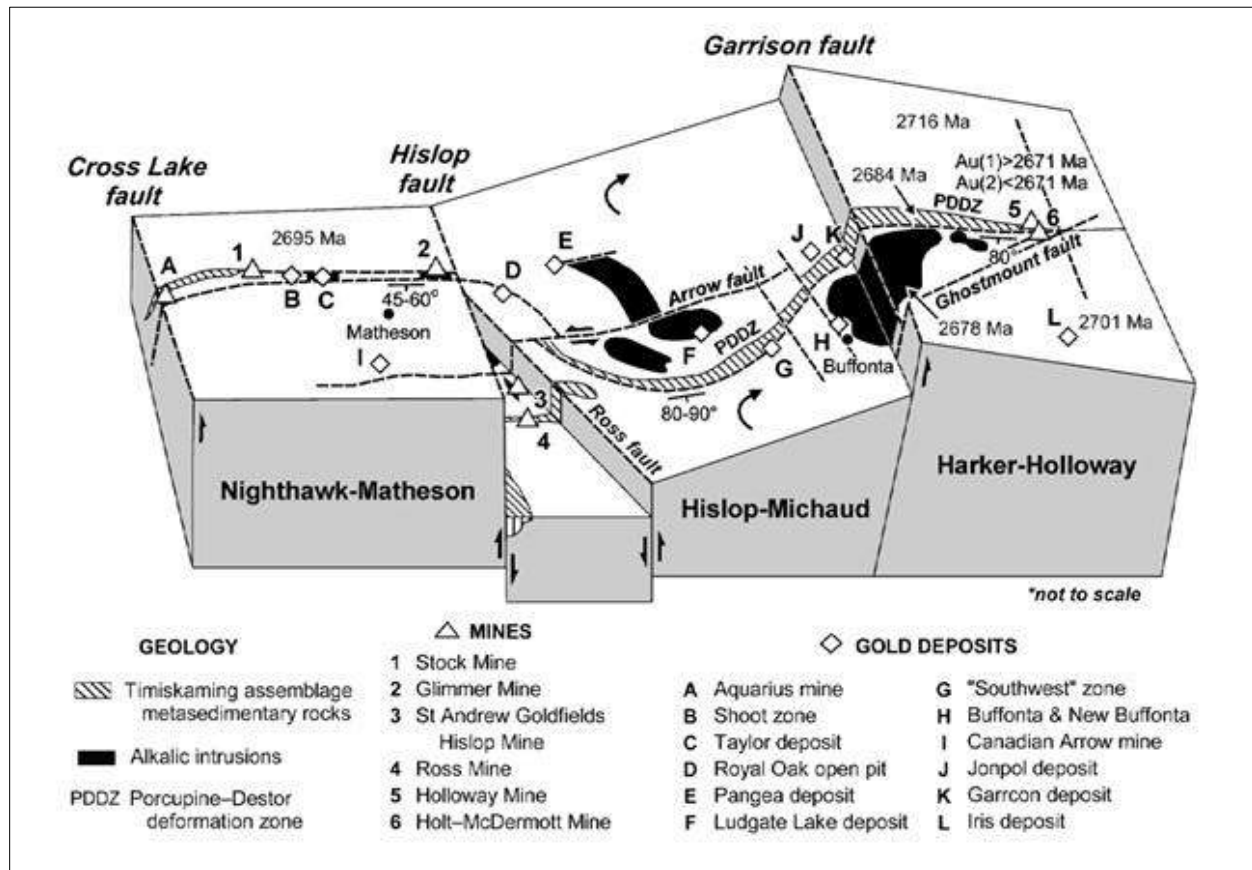 Garrison fault
Cross Lake
fault
Hislop
fault
2716 Ma
Au(1)>2671 Ma
Au(2)<2671 Ma
2684 Ma
PDDZ
5
6
2695 Ma
1
2
A
B
C
45-60°
Matheson
I
D
E
J
K
Arrow fault
80°
Ghostmount fault
F
PDDZ
G
H
Buffonta
2678 Ma
L
2701 Ma
3
4
80-90°
Ross fault
Nighthawk-Matheson
Hislop-Michaud
Harker-Holloway
*not to scale
GEOLOGY
Timiskaming assemblage
metasedimentary rocks
Alkalic intrusions
PDDZ Porcupine–Destor
deformation zone
MINES
1 Stock Mine
2 Glimmer Mine
3 St Andrew Goldfields
Hislop Mine
4 Ross Mine
5 Holloway Mine
6 Holt–McDermott Mine
GOLD DEPOSITS
A Aquarius mine
B Shoot zone
C Taylor deposit
D Royal Oak open pit
E Pangea deposit
F Ludgate Lake deposit
G "Southwest" zone
H Buffonta & New Buffonta
I Canadian Arrow mine
J Jonpol deposit
K Garrcon deposit
L Iris deposit